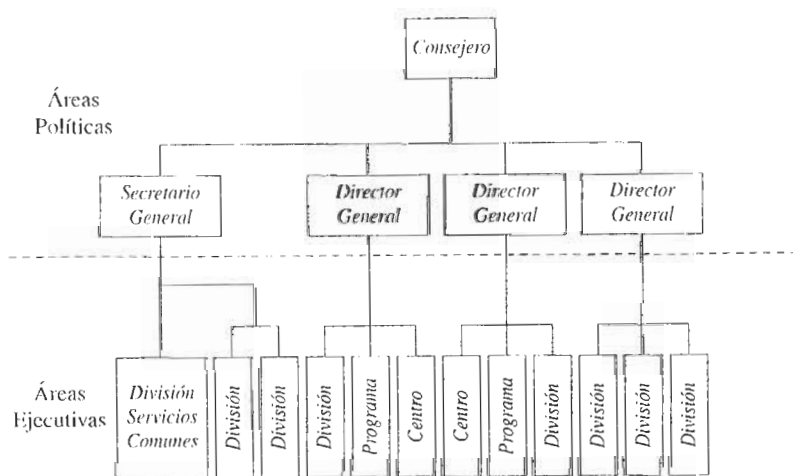 Consejero
Áreas
Políticas
Secretario
General
Director
General
Director
General
Director
General
Áreas
Ejecutivas
División
Servicios
Comunes
División
División
División
Programa
Centro
Centro
Programa
División
División
División
División